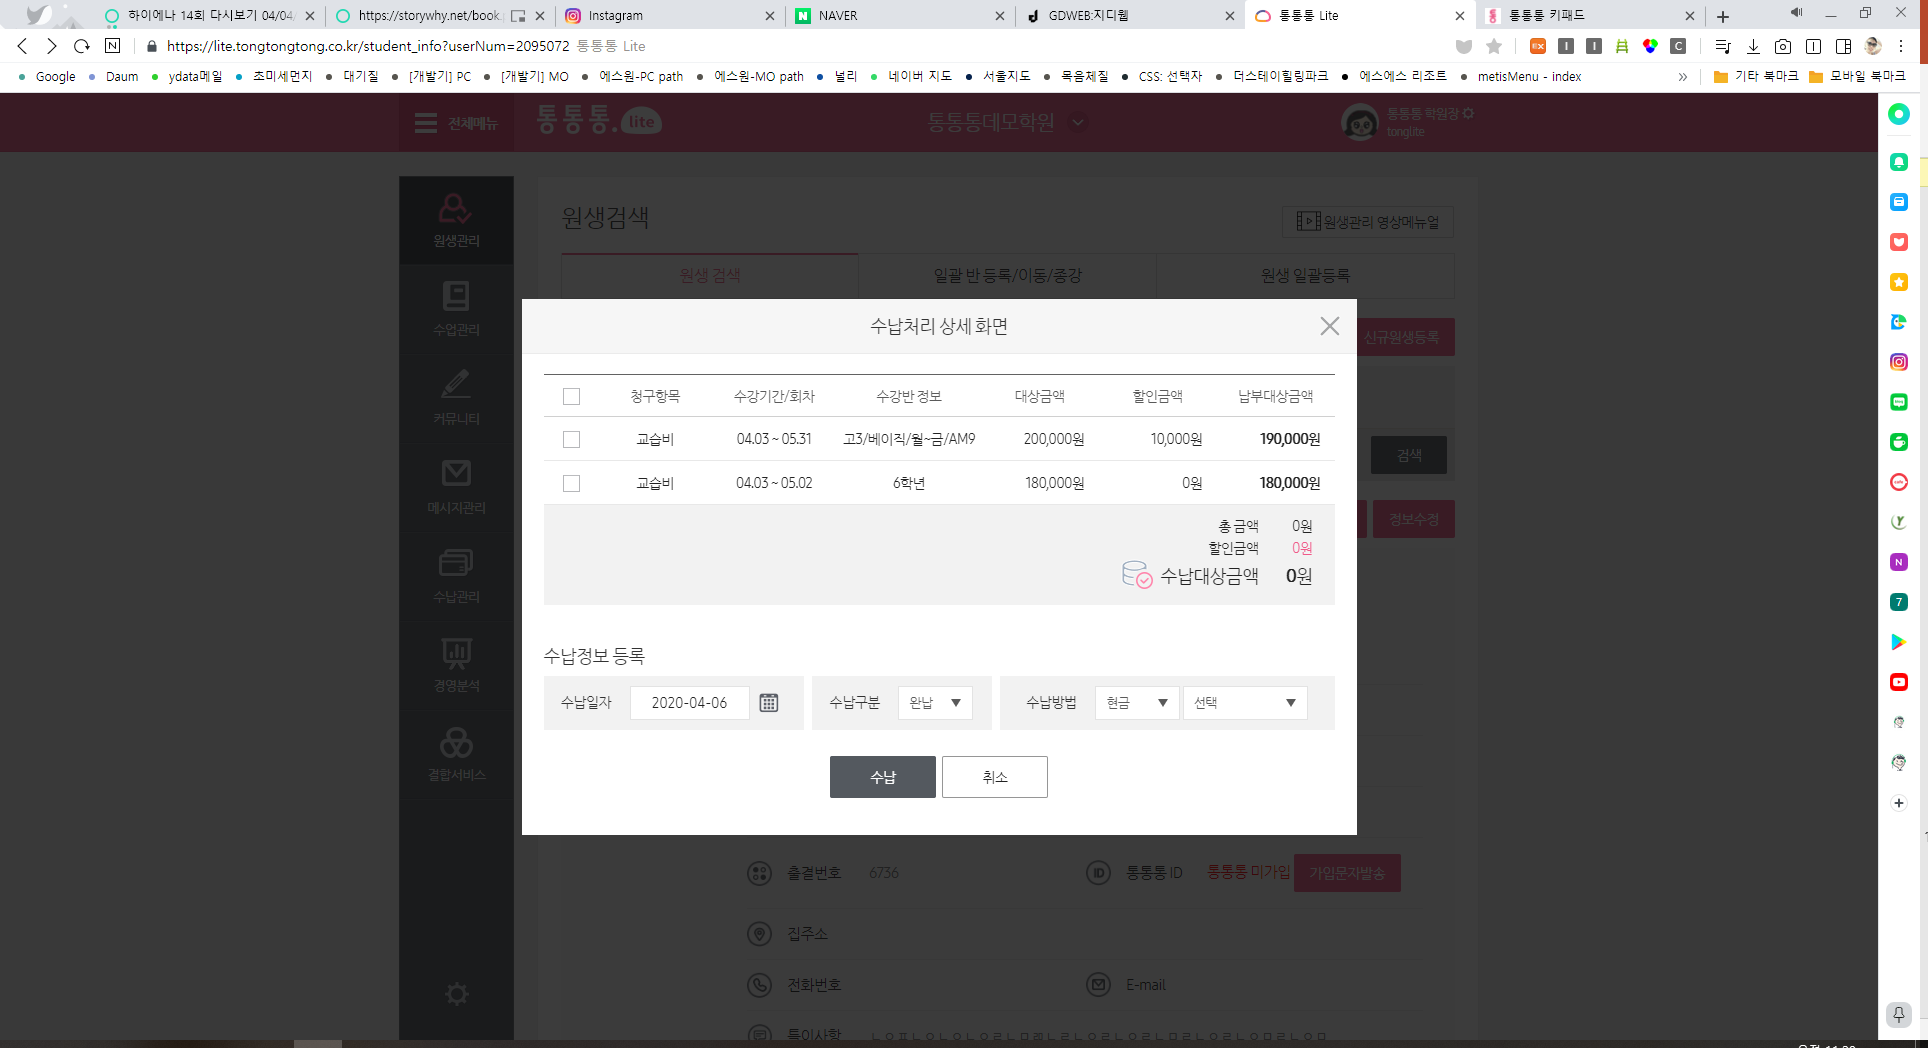 하이에나 14회 다시보기 04/04/
https://storywhy.net/book.
Instagram
NAVER
GDWEB:지디웹
통통통 Lite
통통통 키패드
https://lite.tongtongtong.co.kr/student_info?userNum=2095072 통통통 Lite
Google
Daum
ydata메일
초미세먼지
대기질
[개발기] PC
[개발기] MO
에스원-PC path
에스원-MO path
널리
네이버 지도
서울지도
목음체질
CSS: 선택자
더스테이힐링파크
에스에스 리조트
metisMenu - index
기타 북마크
모바일 북마크
전체메뉴
통통통.lite
통통통데모학원
통통통 학원장
tonglite
원생관리
수업관리
커뮤니티
메시지관리
수납관리
경영분석
결합서비스
원생검색
원생관리 영상메뉴얼
원생 검색
일괄 반 등록/이동/종강
원생 일괄등록
신규원생등록
검색
정보수정
수납처리 상세 화면
청구항목 수강기간/회차 수강반 정보 대상금액 할인금액 납부대상금액
교습비 04.03 ~ 05.31 고3/베이직/월~금/AM9 200,000원 10,000원 190,000원
교습비 04.03 ~ 05.02 6학년 180,000원 0원 180,000원
총 금액 0원
할인금액 0원
수납대상금액 0원
수납정보 등록
수납일자 2020-04-06 수납구분 완납 수납방법 현금 선택
수납 취소
출결번호 6736 통통통 ID 통통통 미가입 가입문자발송
집주소
전화번호 E-mail
특이사항